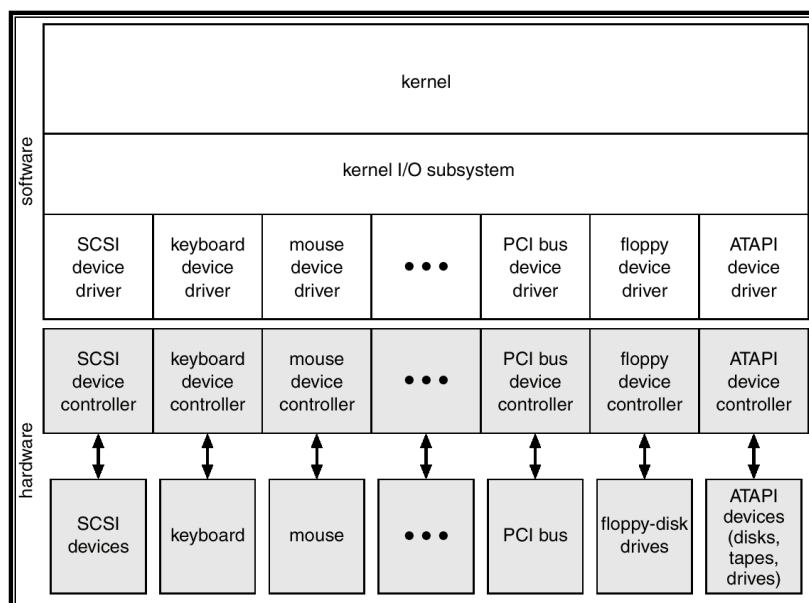 software
kernel
kernel I/O subsystem
SCSI
device
driver
keyboard
device
driver
mouse
device
driver
• • •
PCI bus
device
driver
floppy
device
driver
ATAPI
device
driver
hardware
SCSI
device
controller
keyboard
device
controller
mouse
device
controller
• • •
PCI bus
device
controller
floppy
device
controller
ATAPI
device
controller
SCSI
devices
keyboard
mouse
• • •
PCI bus
floppy-disk
drives
ATAPI
devices
(disks,
tapes,
drives)